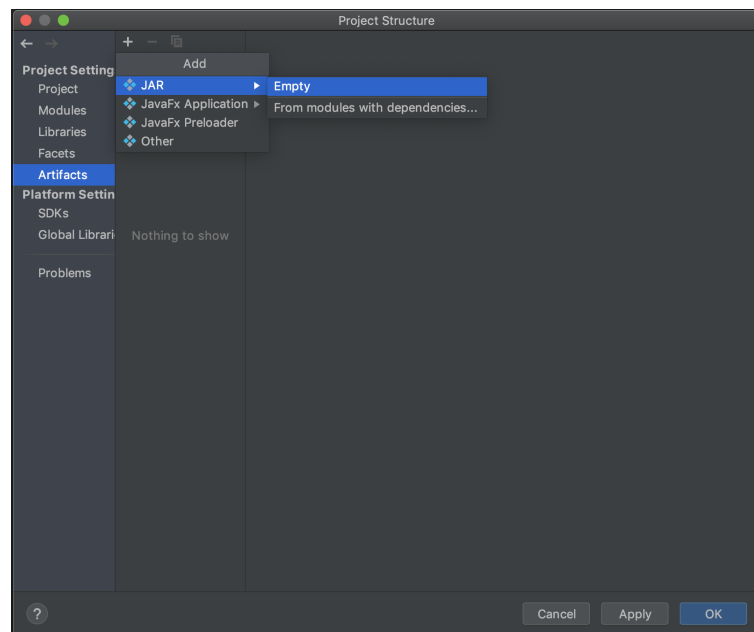 Project Structure
Add
JAR
Empty
JavaFx Application
From modules with dependencies...
JavaFx Preloader
Other
Project Setting
Project
Modules
Libraries
Facets
Artifacts
Platform Settin
SDKs
Global Librari
Problems
Nothing to show
?
Cancel
Apply
OK